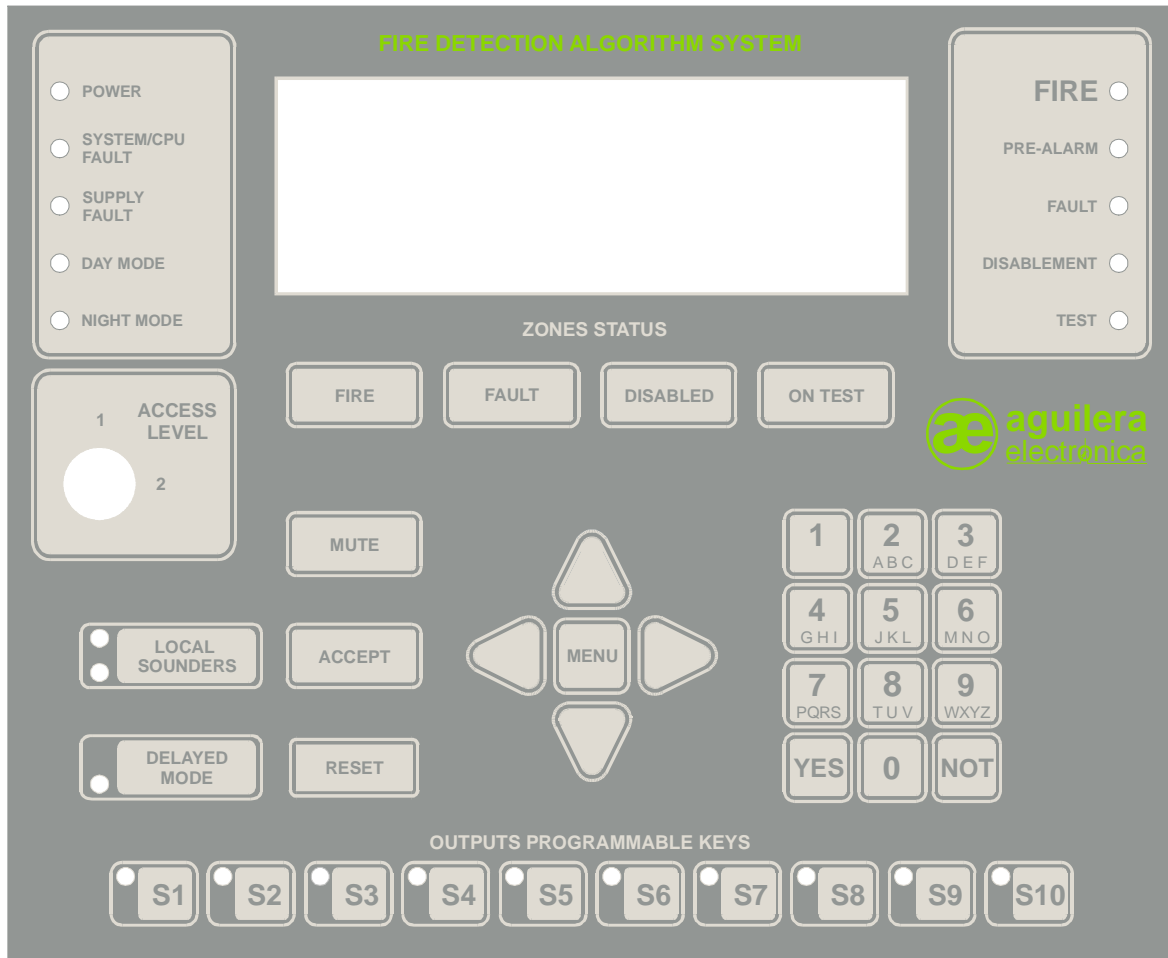 FIRE DETECTION ALGORITHM SYSTEM
POWER
SYSTEM/CPU
FAULT
SUPPLY
FAULT
DAY MODE
NIGHT MODE
FIRE
PRE-ALARM
FAULT
DISABLEMENT
TEST
ZONES STATUS
FIRE
FAULT
DISABLED
ON TEST
1
ACCESS
LEVEL
2
æ aguilera
electrónica
MUTE
LOCAL
SOUNDERS
ACCEPT
DELAYED
MODE
RESET
MENU
1
2
ABC
3
DEF
4
GHI
5
JKL
6
MNO
7
PQRS
8
TUV
9
WXYZ
YES
0
NOT
OUTPUTS PROGRAMMABLE KEYS
S1 S2 S3 S4 S5 S6 S7 S8 S9 S10